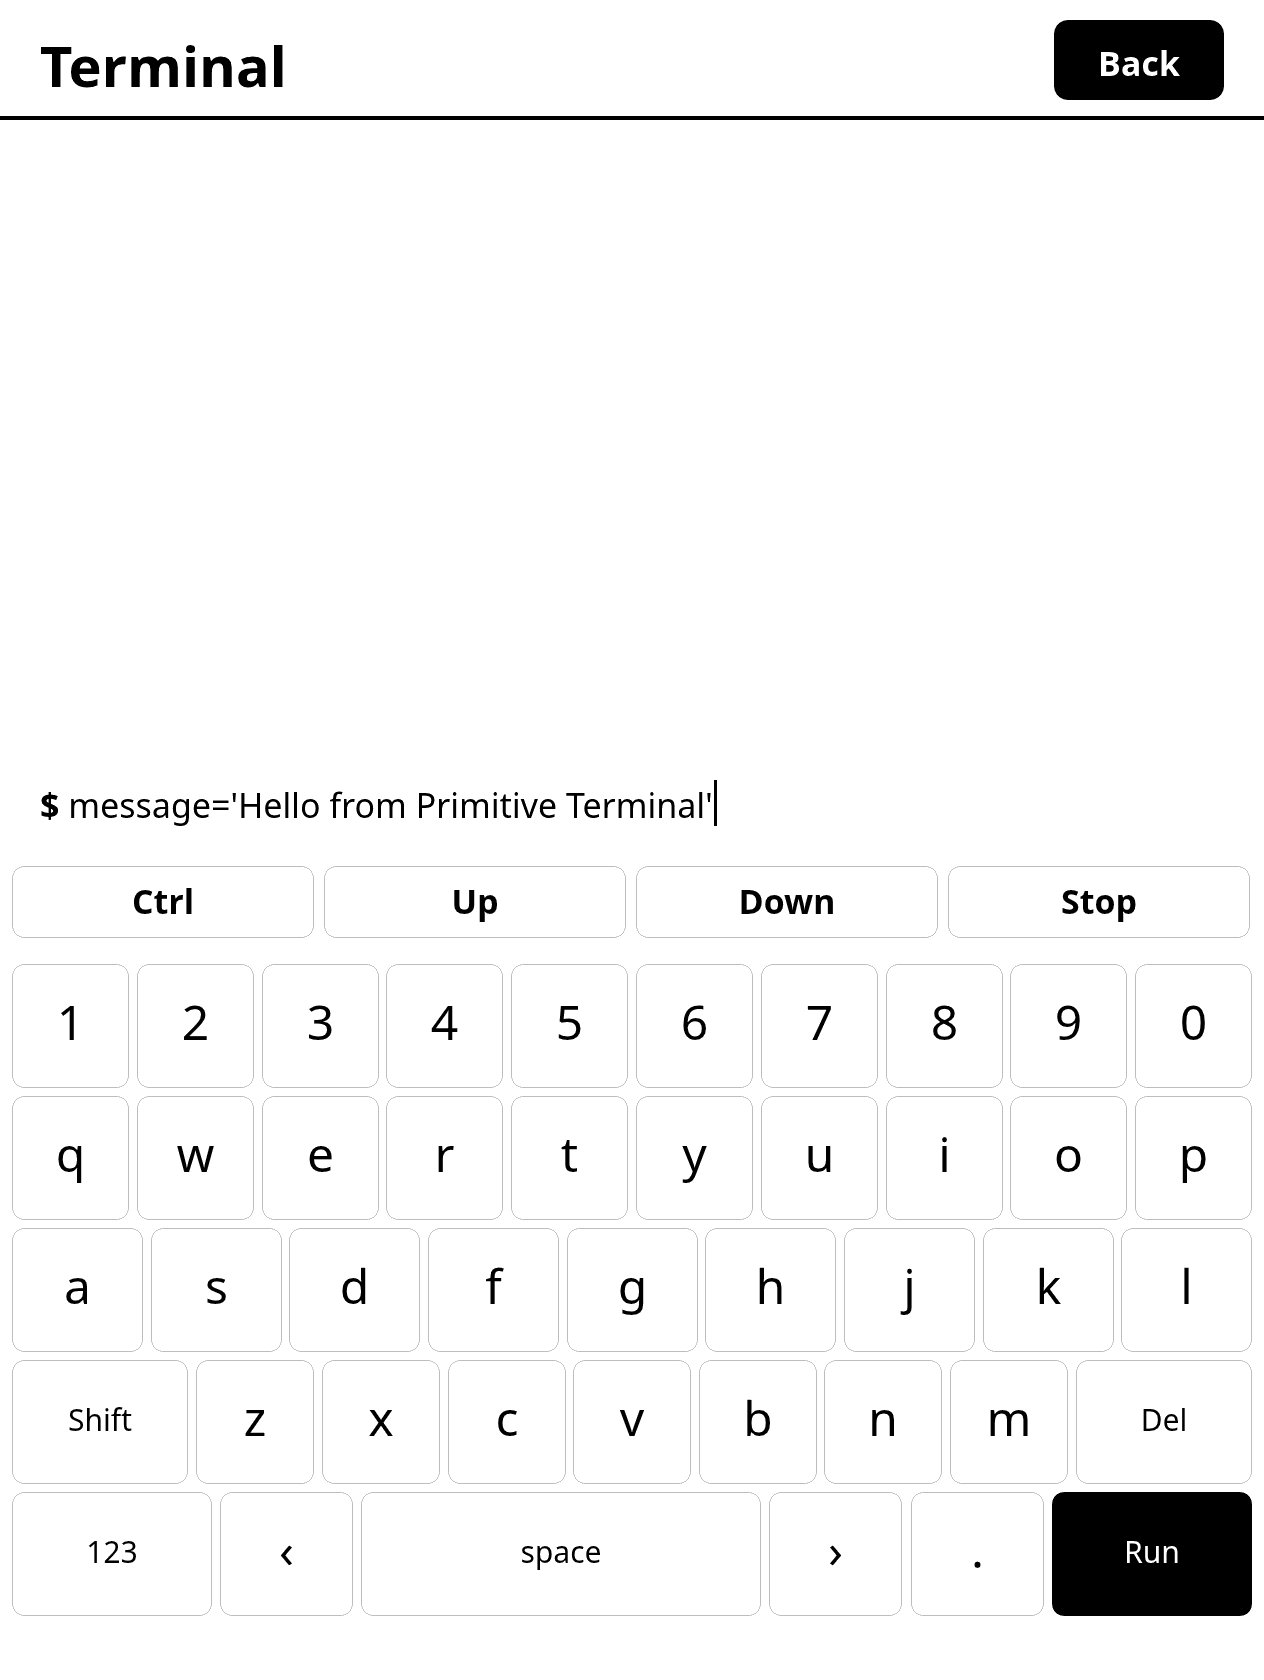 Terminal Back
$ message='Hello from Primitive Terminal'
Ctrl Up Down Stop
1 2 3 4 5 6 7 8 9 0
q w e r t y u i o p
a s d f g h j k l
Shift z x c v b n m Del
123 ‹ space › . Run